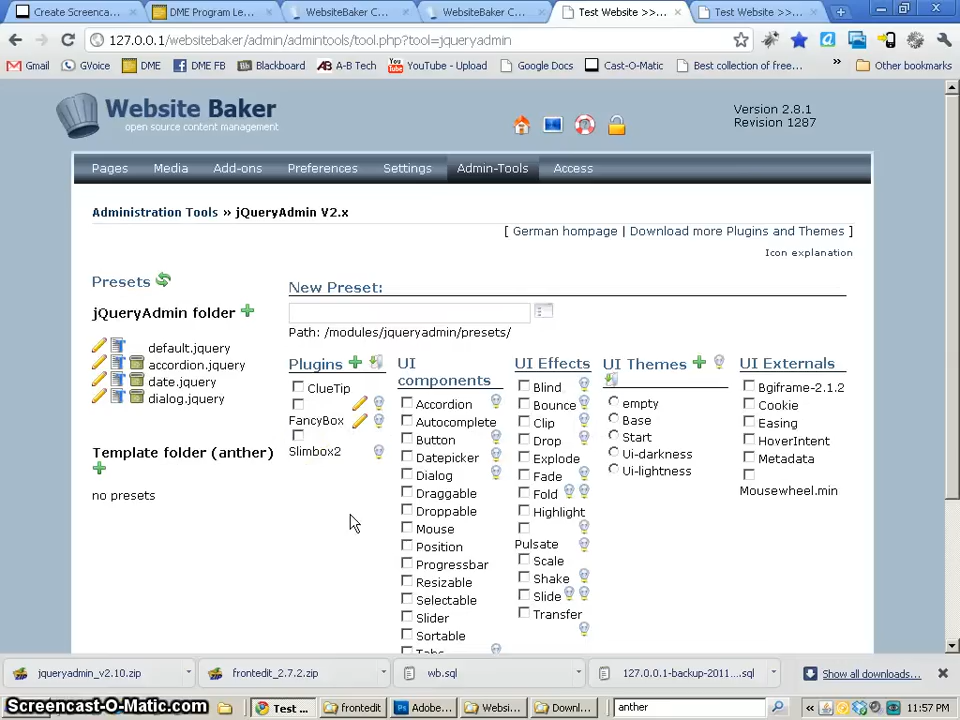 Create Screenca...
DME Program Le...
WebsiteBaker C...
WebsiteBaker C...
Test Website >>...
Test Website >>...
127.0.0.1/websitebaker/admin/admintools/tool.php?tool=jqueryadmin
Gmail
GVoice
DME
DME FB
Blackboard
A-B Tech
YouTube - Upload
Google Docs
Cast-O-Matic
Best collection of free...
Other bookmarks
Website Baker
open source content management
Version 2.8.1
Revision 1287
Pages
Media
Add-ons
Preferences
Settings
Admin-Tools
Access
Administration Tools » jQueryAdmin V2.x
[ German hompage | Download more Plugins and Themes ]
Icon explanation
Presets
jQueryAdmin folder
default.jquery
accordion.jquery
date.jquery
dialog.jquery
Template folder (anther)
no presets
New Preset:
Path: /modules/jqueryadmin/presets/
Plugins
ClueTip
FancyBox
Slimbox2
UI components
Accordion
Autocomplete
Button
Datepicker
Dialog
Draggable
Droppable
Mouse
Position
Progressbar
Resizable
Selectable
Slider
Sortable
Tabs
UI Effects
Blind
Bounce
Clip
Drop
Explode
Fade
Fold
Highlight
Pulsate
Scale
Shake
Slide
Transfer
UI Themes
empty
Base
Start
Ui-darkness
Ui-lightness
UI Externals
Bgiframe-2.1.2
Cookie
Easing
HoverIntent
Metadata
Mousewheel.min
jqueryadmin_v2.10.zip
frontedit_2.7.2.zip
wb.sql
127.0.0.1-backup-2011....sql
Show all downloads...
Screencast-O-Matic.com
Test ...
frontedit
Adobe...
Websi...
Downl...
anther
11:57 PM